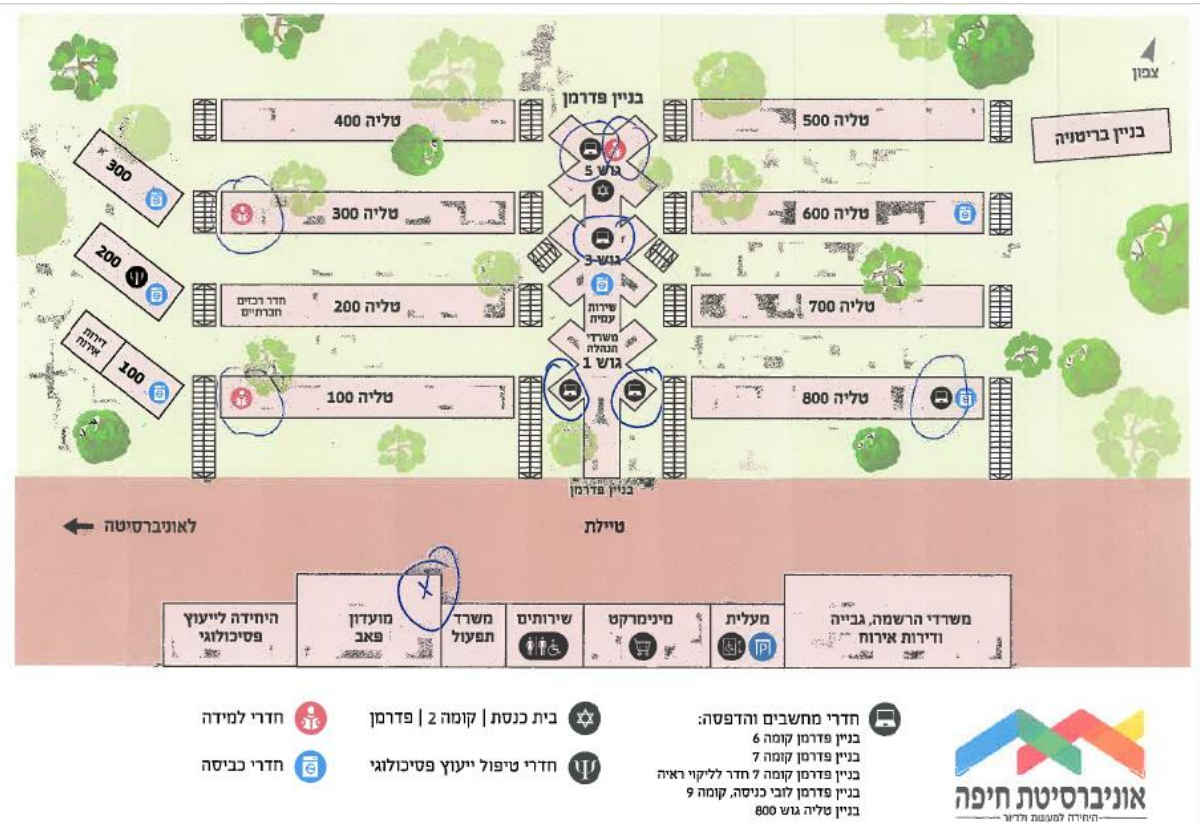 צפון
בניין פדרמן
טליה 400
טליה 500
בניין בריטניה
300
גוש 5
טליה 300
טליה 600
200
גוש 3
חדר רכזים
חברתיים
טליה 200
שירות
עמית
טליה 700
דירות
אירוח
100
משרדי
הנהלה
גוש 1
טליה 100
טליה 800
בניין פדרמן
לאוניברסיטה
טיילת
היחידה לייעוץ
פסיכולוגי
מועדון
פאב
X
משרד
תפעול
שירותים
מינימרקט
מעלית
P
משרדי הרשמה, גבייה
ודירות אירוח
חדרי מחשבים והדפסה:
בניין פדרמן קומה 6
בניין פדרמן קומה 7
בניין פדרמן קומה 7 חדר לליקוי ראיה
בניין פדרמן לובי כניסה, קומה 9
בניין טליה גוש 800
בית כנסת | קומה 2 | פדרמן
חדרי טיפול ייעוץ פסיכולוגי
חדרי למידה
חדרי כביסה
אוניברסיטת חיפה
היחידה למעונות ולדיור